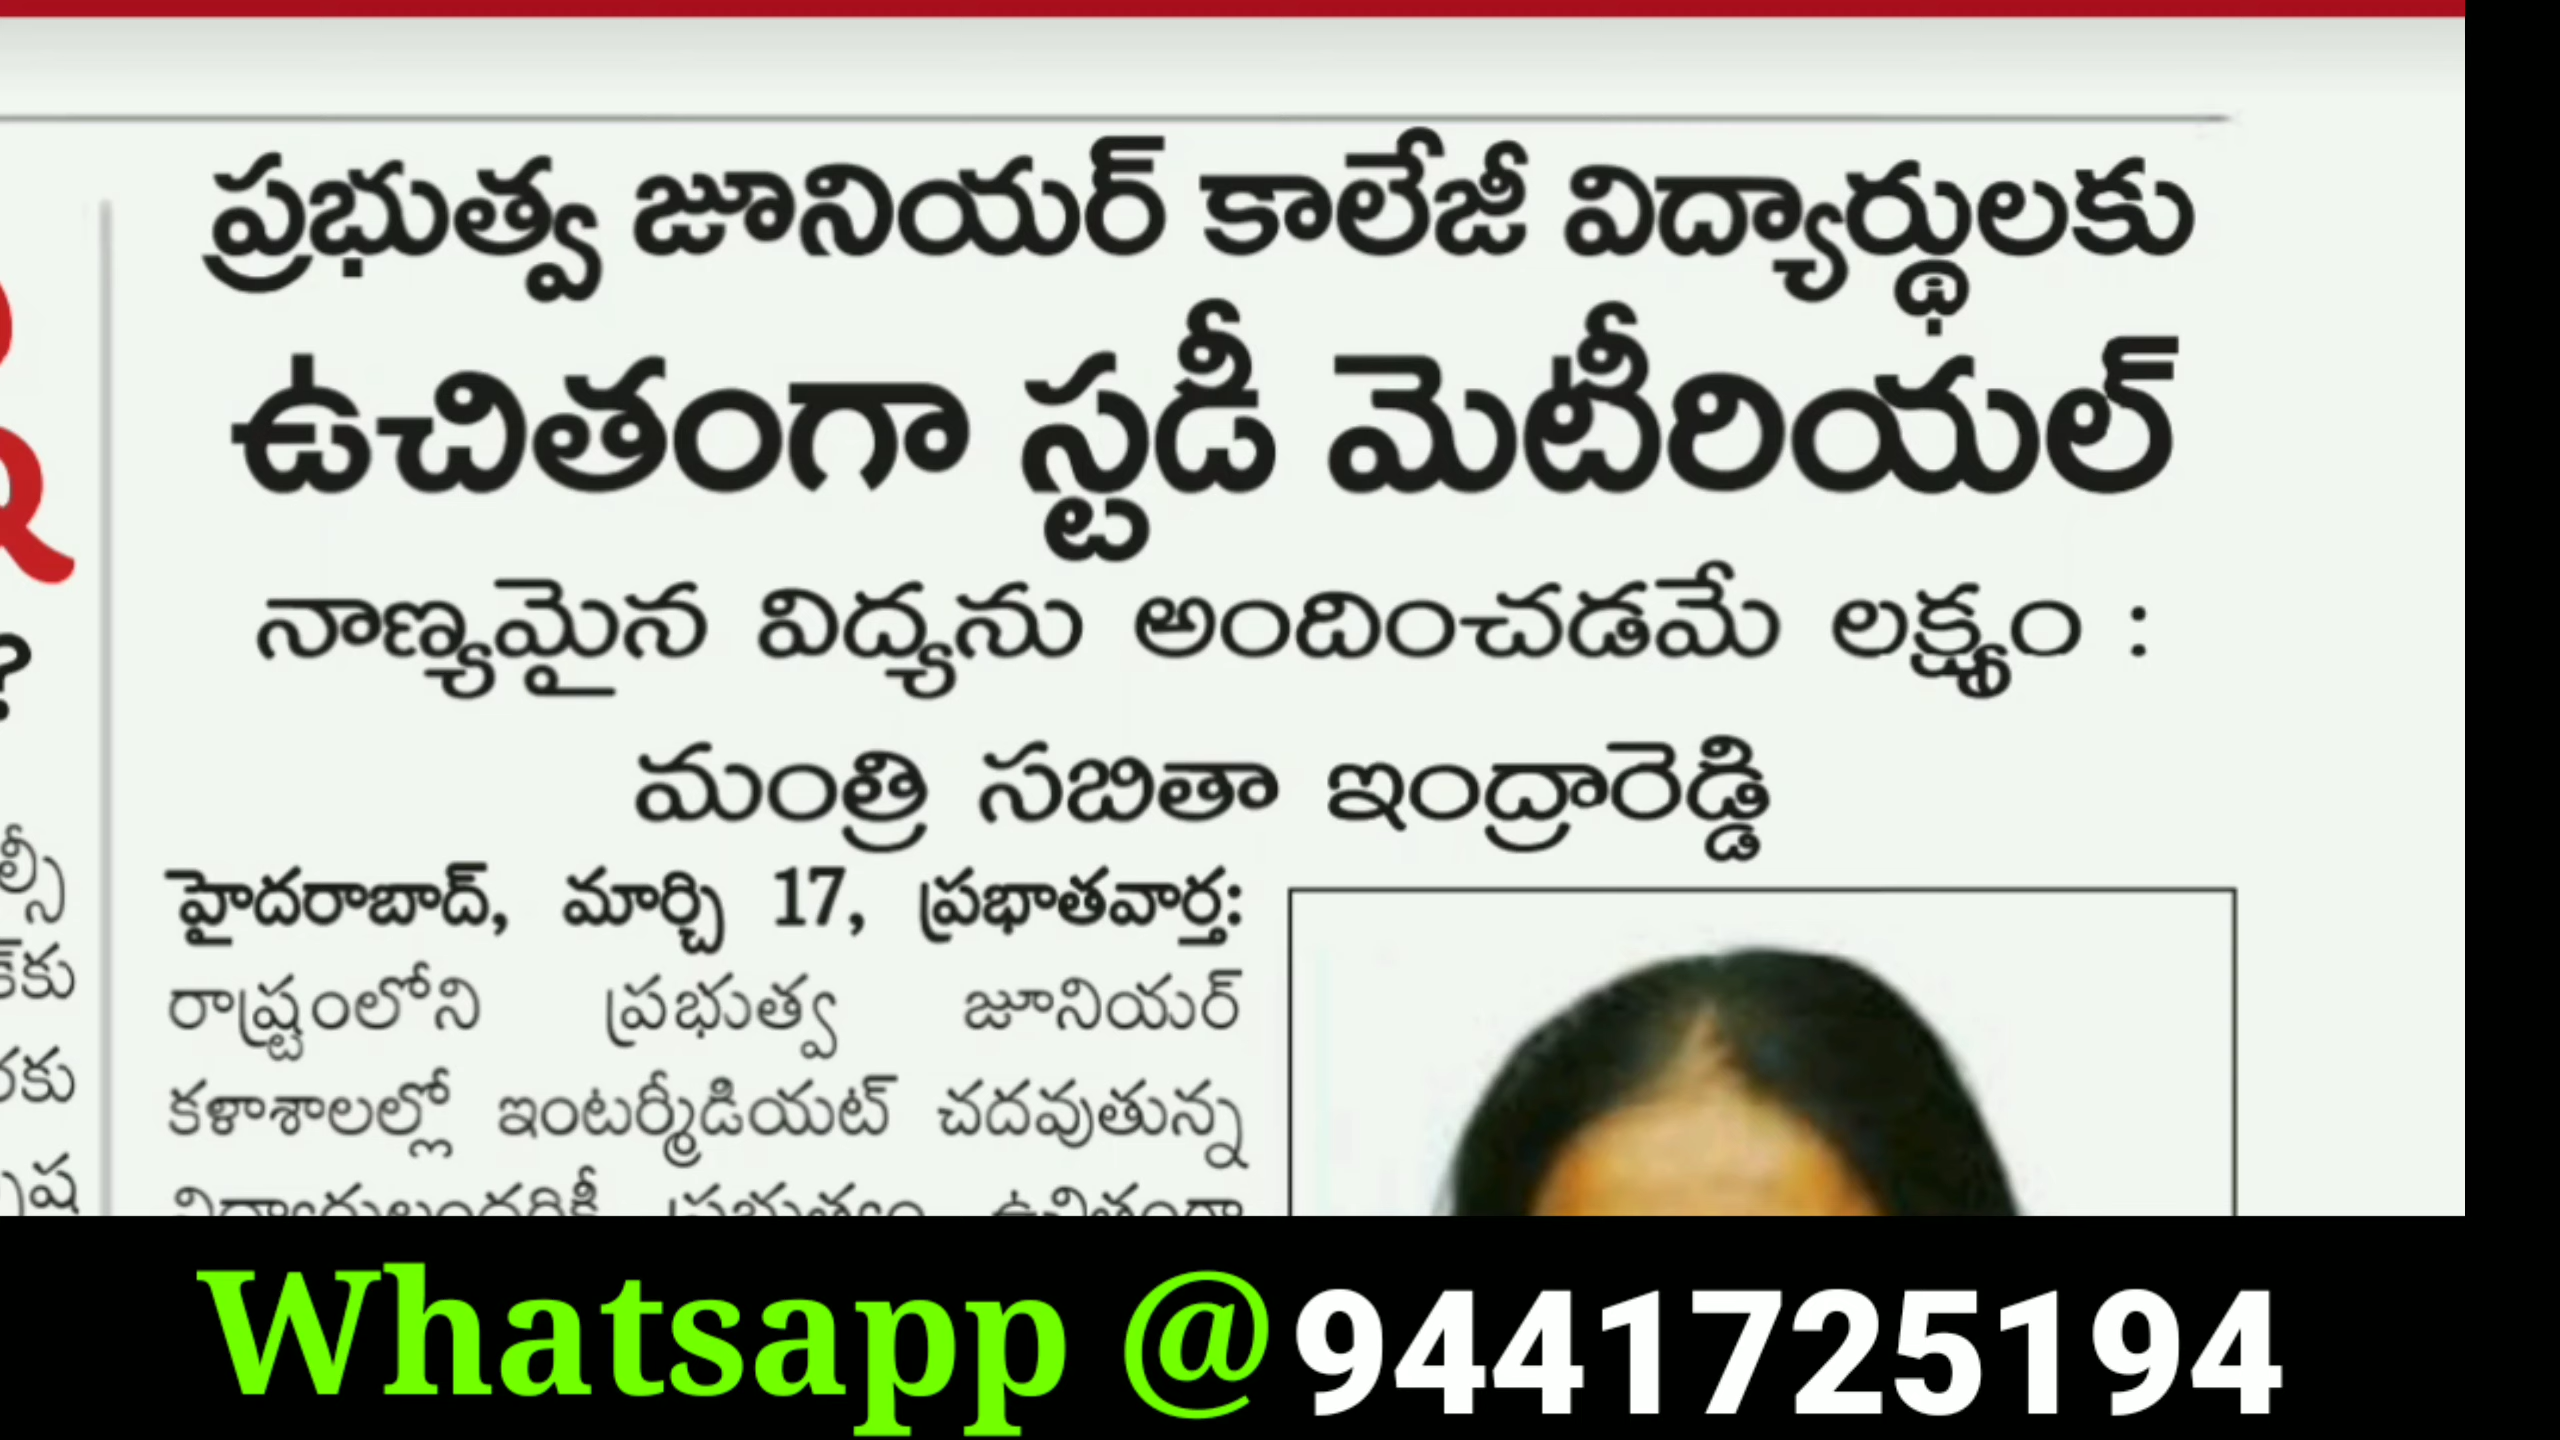 ప్రభుత్వ జూనియర్ కాలేజీ విద్యార్థులకు
ఉచితంగా స్టడీ మెటీరియల్
నాణ్యమైన విద్యను అందించడమే లక్ష్యం :
మంత్రి సబితా ఇంద్రారెడ్డి
హైదరాబాద్, మార్చి 17, ప్రభాతవార్త:
రాష్ట్రంలోని ప్రభుత్వ జూనియర్
కళాశాలల్లో ఇంటర్మీడియట్ చదవుతున్న
Whatsapp @9441725194